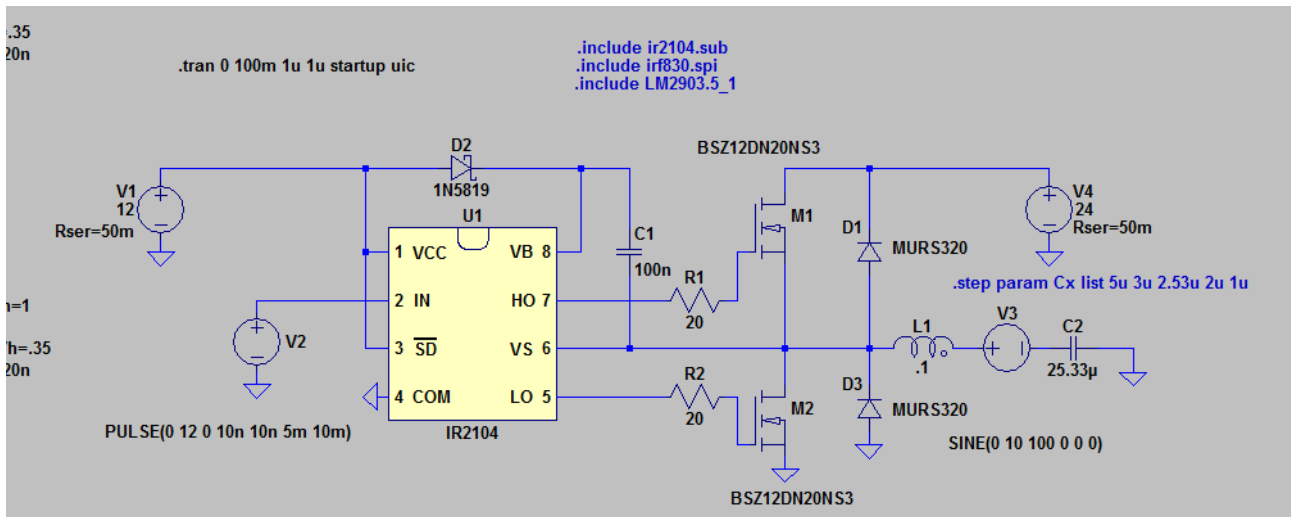 =.35
20n
.tran 0 100m 1u 1u startup uic
.include ir2104.sub
.include irf830.spi
.include LM2903.5_1
BSZ12DN20NS3
D2
1N5819
V1
12
Rser=50m
U1
C1
100n
M1
D1
MURS320
V4
24
Rser=50m
1 VCC
VB 8
2 IN
HO 7
3 SD
VS 6
4 COM
LO 5
IR2104
R1
20
.step param Cx list 5u 3u 2.53u 2u 1u
n=1
V2
/h=.35
20n
L1
.1
V3
C2
25.33µ
R2
20
M2
D3
MURS320
PULSE(0 12 0 10n 10n 5m 10m)
SINE(0 10 100 0 0 0)
BSZ12DN20NS3